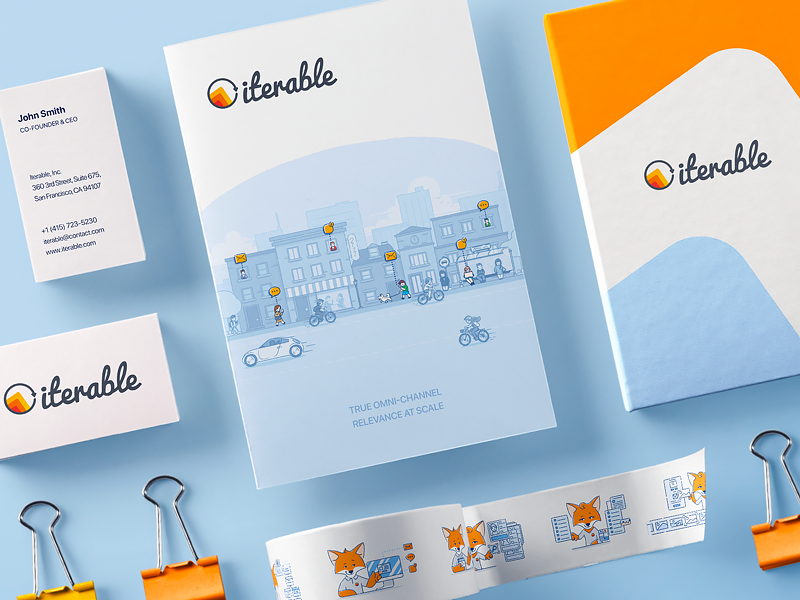 John Smith
CO-FOUNDER & CEO
Iterable, Inc.
360 3rd Street, Suite 675,
San Francisco, CA 94107
+1 (415) 723-5230
iterable@contact.com
www.iterable.com
iterable
iterable
TRUE OMNI-CHANNEL
RELEVANCE AT SCALE
iterable